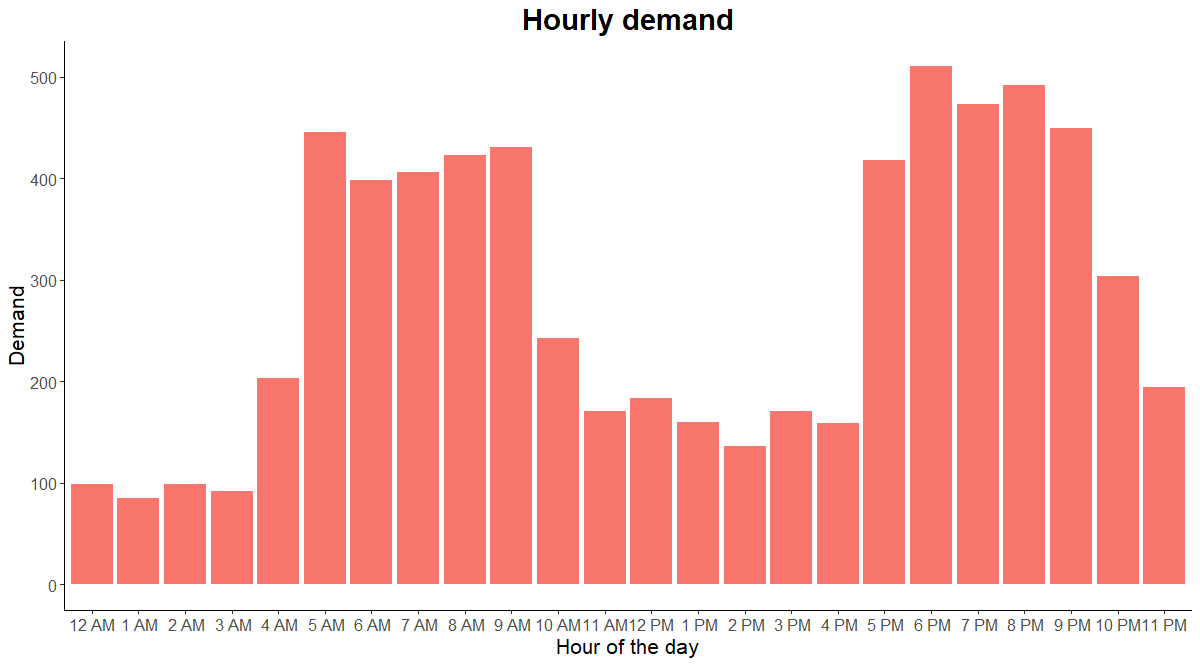 Hourly demand
Demand
500
400
300
200
100
0
12 AM 1 AM 2 AM 3 AM 4 AM 5 AM 6 AM 7 AM 8 AM 9 AM 10 AM 11 AM 12 PM 1 PM 2 PM 3 PM 4 PM 5 PM 6 PM 7 PM 8 PM 9 PM 10 PM 11 PM
Hour of the day